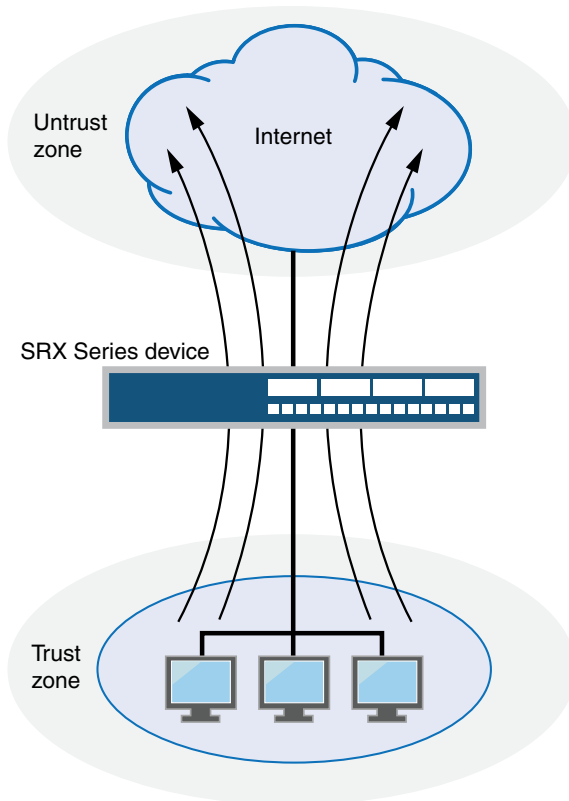 Untrust
zone
Internet
SRX Series device
Trust
zone